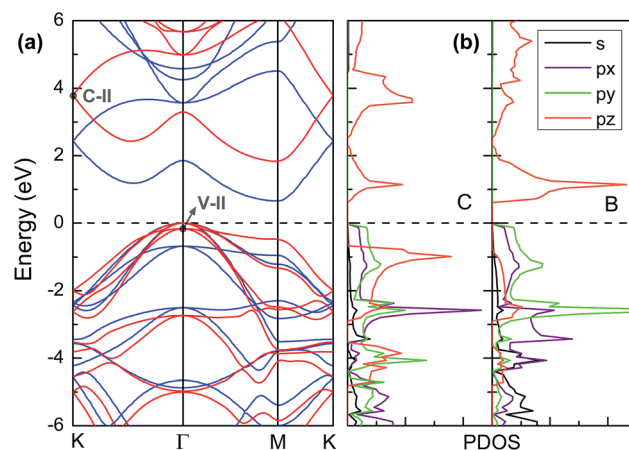 (a)
(b)
s
px
py
pz
6
4
2
0
-2
-4
-6
Energy (eV)
C-II
V-II
C
B
K
Γ
M
K
PDOS